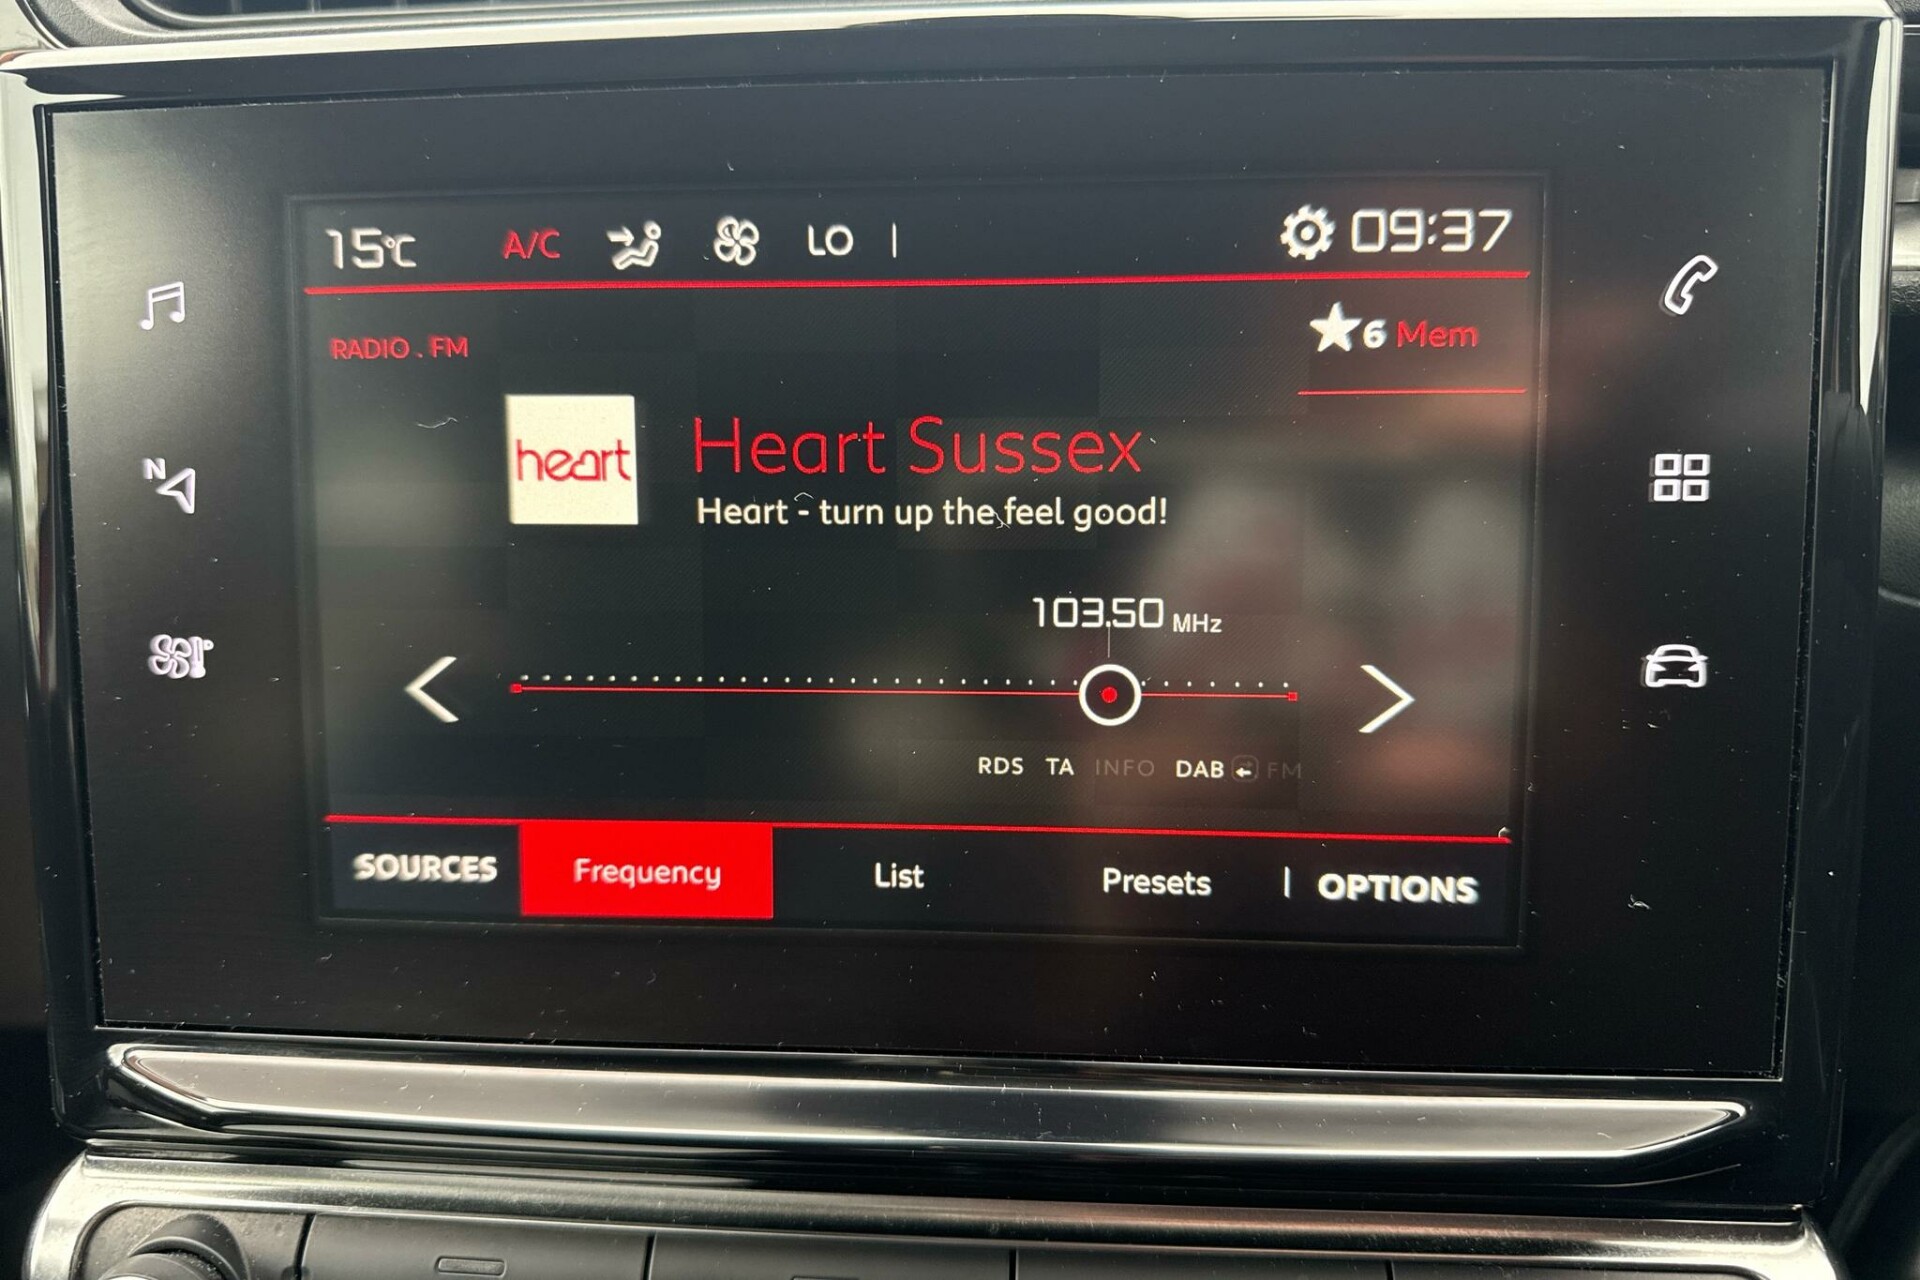 15°C A/C LO | 09:37
RADIO . FM
6 Mem
heart
Heart Sussex
Heart - turn up the feel good!
103.50 MHz
RDS TA INFO DAB FM
SOURCES Frequency List Presets | OPTIONS
N